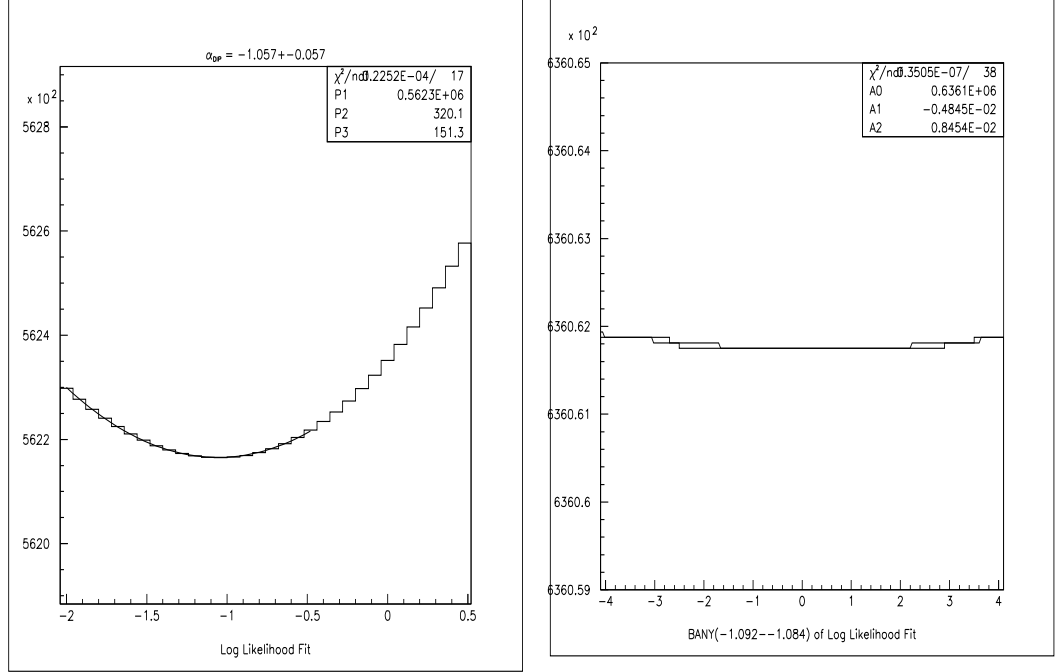 α_DP = −1.057+−0.057
x 10²
χ²/ndf 0.2252E−04/ 17
P1 0.5623E+06
P2 320.1
P3 151.3
5628
5626
5624
5622
5620
−2 −1.5 −1 −0.5 0 0.5
Log Likelihood Fit
x 10²
χ²/ndf 0.3505E−07/ 38
A0 0.6361E+06
A1 −0.4845E−02
A2 0.8454E−02
6360.65
6360.64
6360.63
6360.62
6360.61
6360.6
6360.59
−4 −3 −2 −1 0 1 2 3 4
BANY(−1.092−−1.084) of Log Likelihood Fit